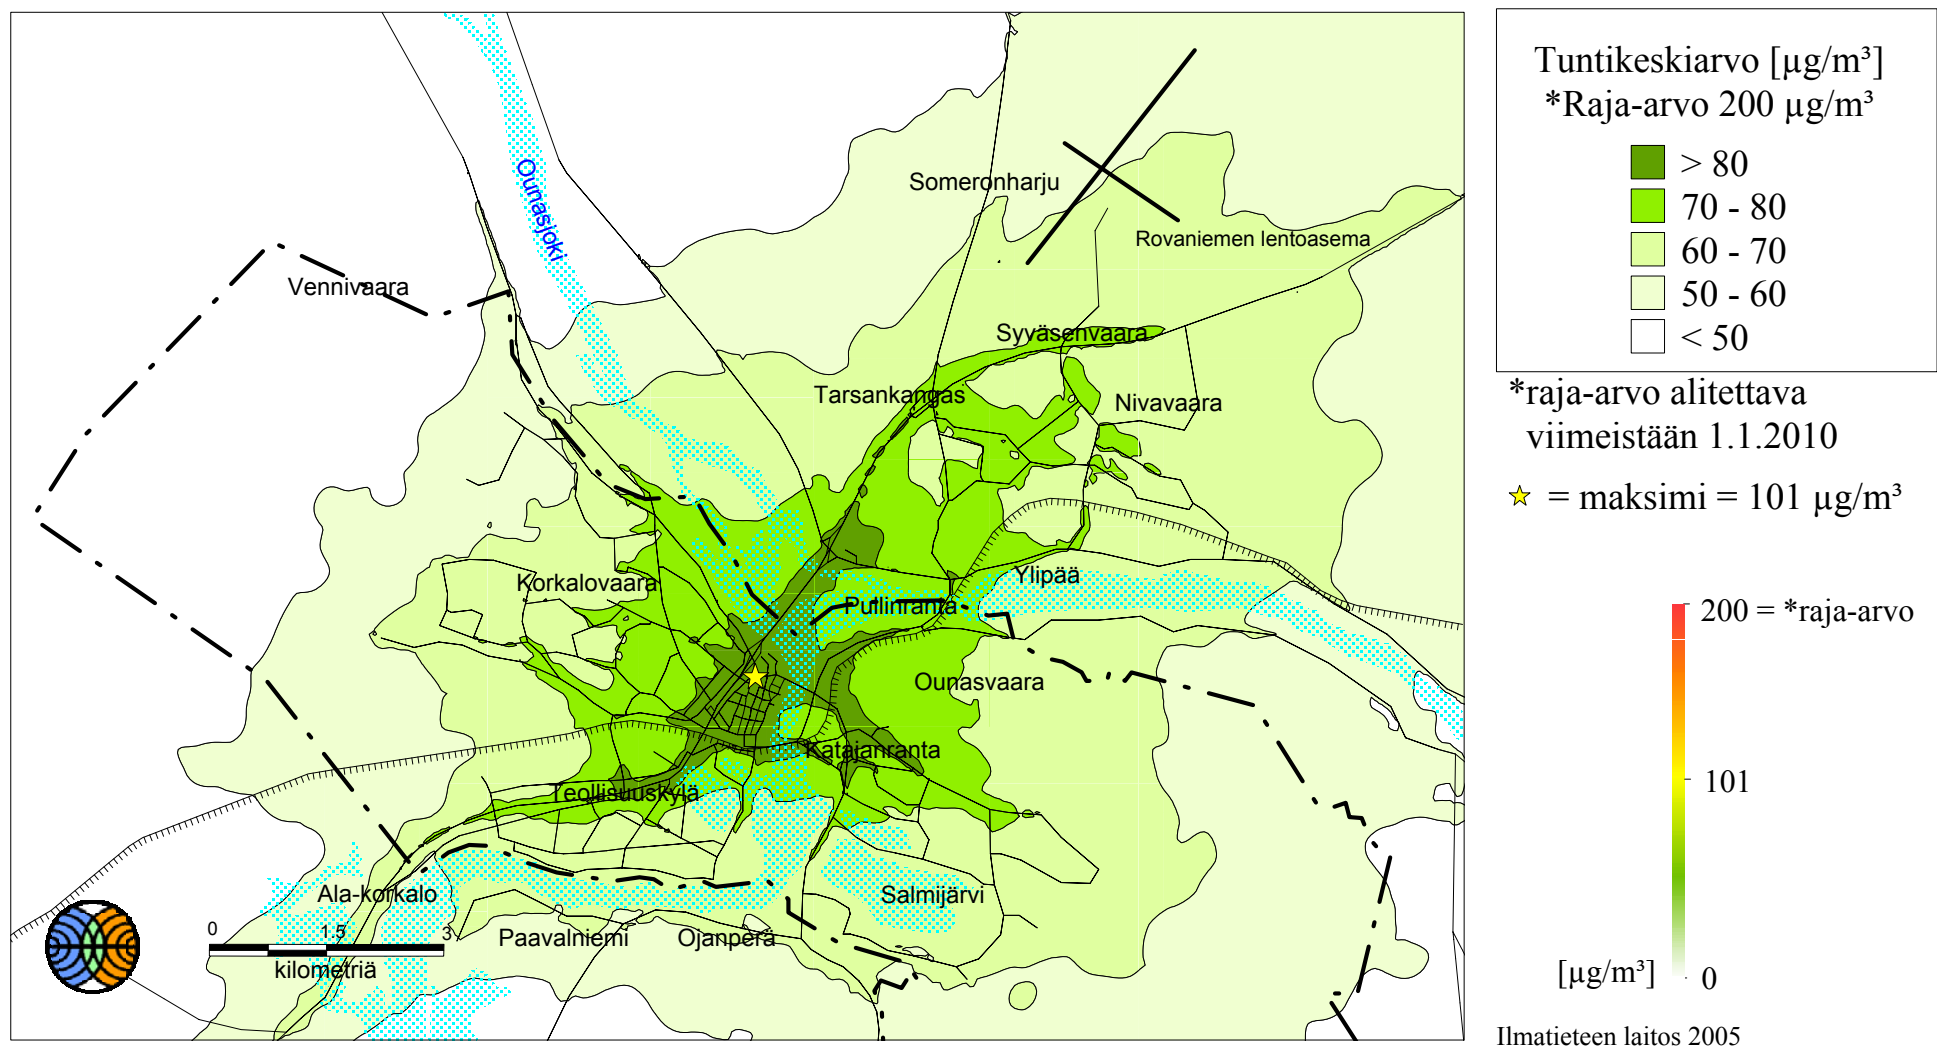 Tuntikeskiarvo [µg/m³]
*Raja-arvo 200 µg/m³
> 80
70 - 80
60 - 70
50 - 60
< 50
*raja-arvo alitettava
viimeistään 1.1.2010
= maksimi = 101 µg/m³
200 = *raja-arvo
101
[µg/m³]
0
Ilmatieteen laitos 2005
Ounasjoki
Someronharju
Rovaniemen lentoasema
Vennivaara
Syväsenvaara
Tarsankangas
Nivavaara
Korkalovaara
Ylipää
Pullinranta
Ounasvaara
Katajanranta
Teollisuuskylä
Ala-korkalo
Salmijärvi
Paavalniemi
Ojanperä
0 1.5 3
kilometriä